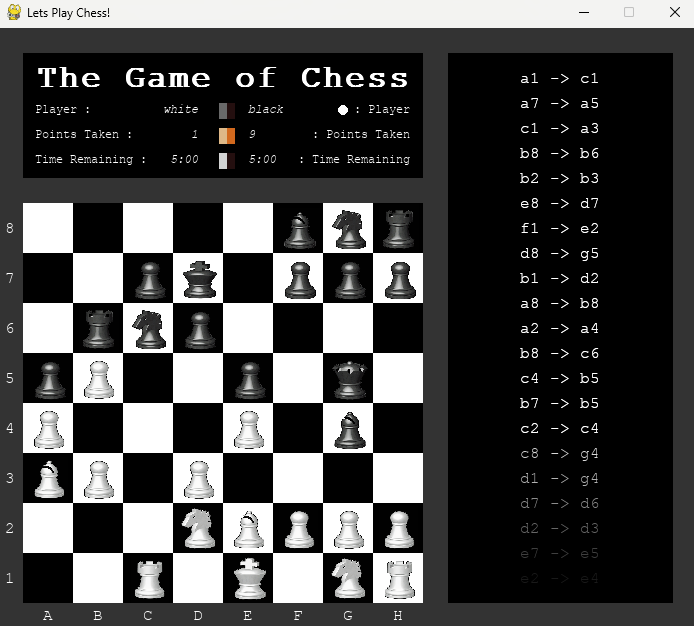 Lets Play Chess!
The Game of Chess
Player : white black : Player
Points Taken : 1 9 : Points Taken
Time Remaining : 5:00 5:00 : Time Remaining
8
7
6
5
4
3
2
1
A B C D E F G H
a1 -> c1
a7 -> a5
c1 -> a3
b8 -> b6
b2 -> b3
e8 -> d7
f1 -> e2
d8 -> g5
b1 -> d2
a8 -> b8
a2 -> a4
b8 -> c6
c4 -> b5
b7 -> b5
c2 -> c4
c8 -> g4
d1 -> g4
d7 -> d6
d2 -> d3
e7 -> e5
e2 -> e4